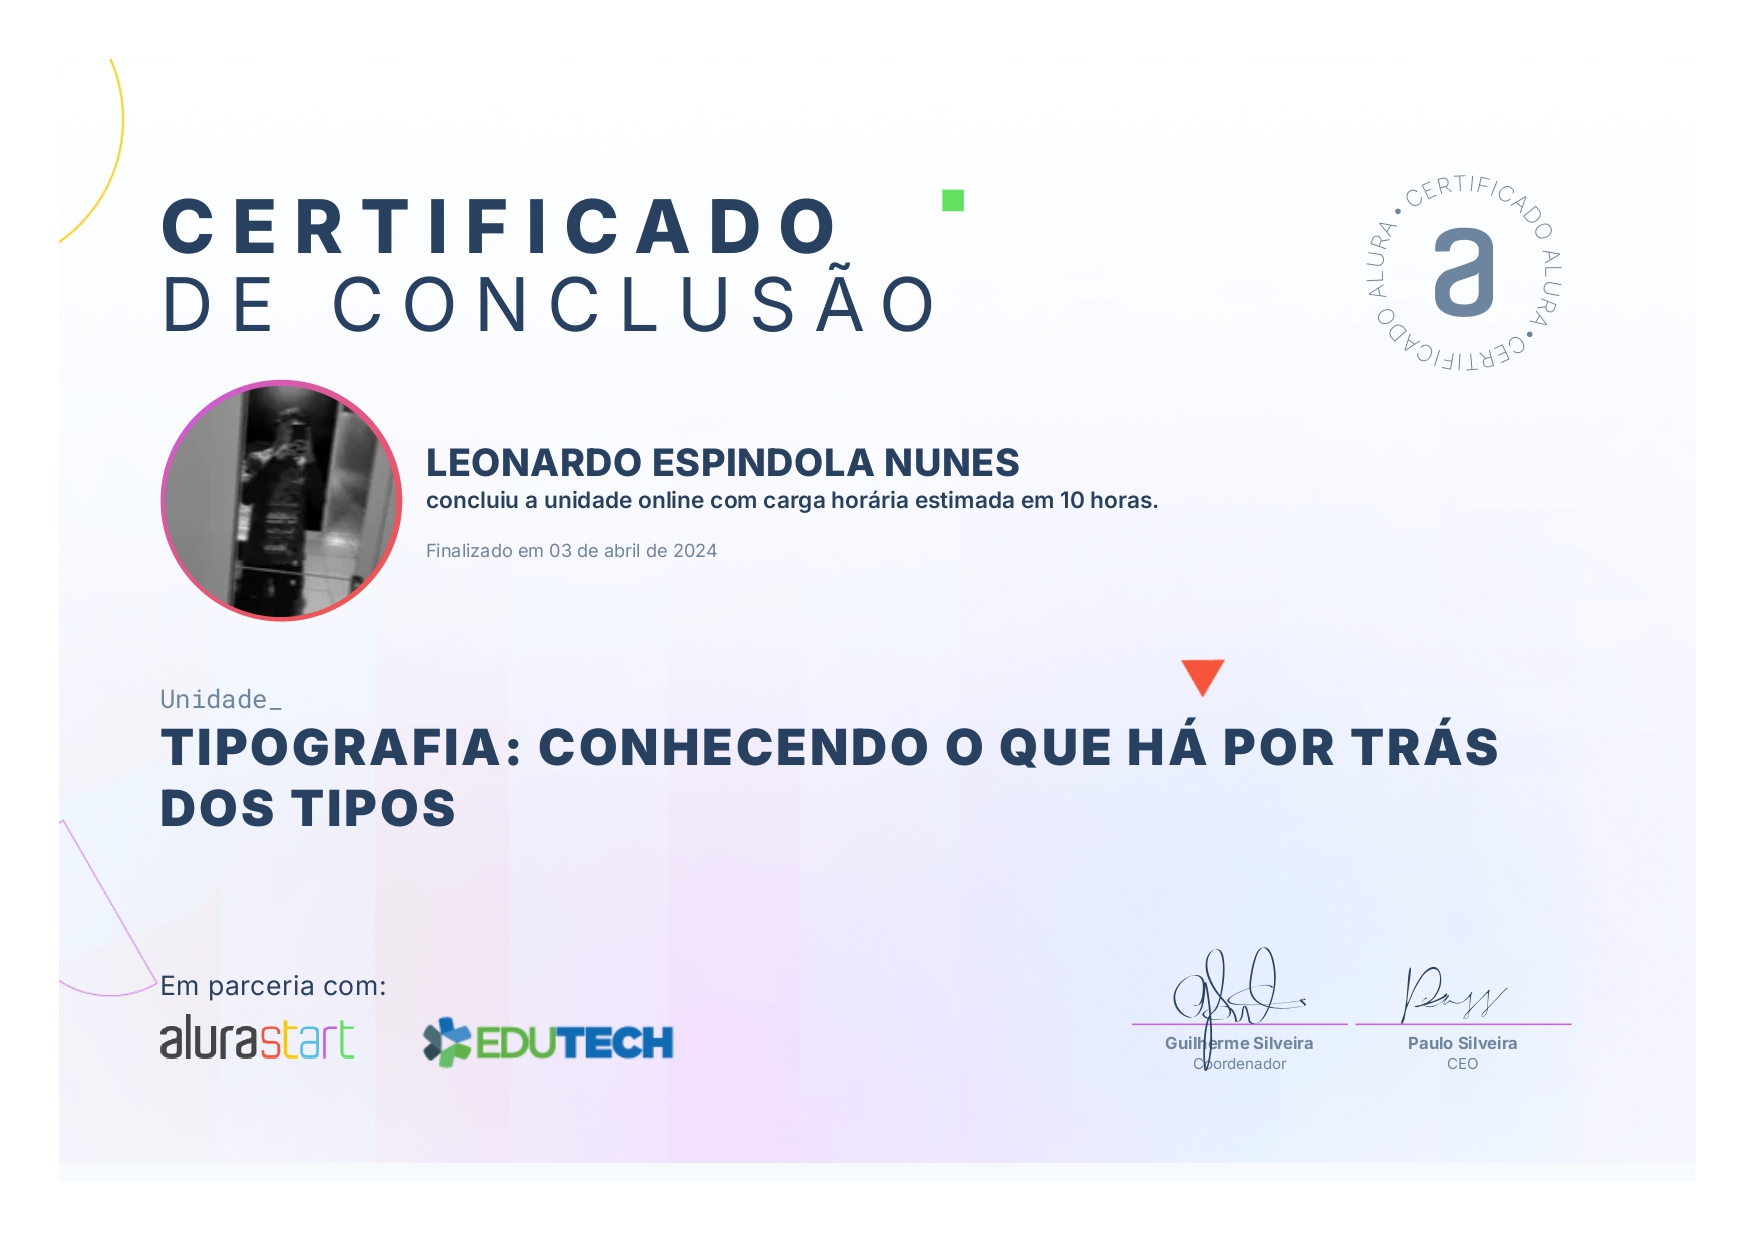 CERTIFICADO
DE CONCLUSÃO
CERTIFICADO ALURA • CERTIFICADO ALURA •
a
LEONARDO ESPINDOLA NUNES
concluiu a unidade online com carga horária estimada em 10 horas.
Finalizado em 03 de abril de 2024
Unidade_
TIPOGRAFIA: CONHECENDO O QUE HÁ POR TRÁS
DOS TIPOS
Em parceria com:
alurastart EDUTECH
Guilherme Silveira Paulo Silveira
Coordenador CEO